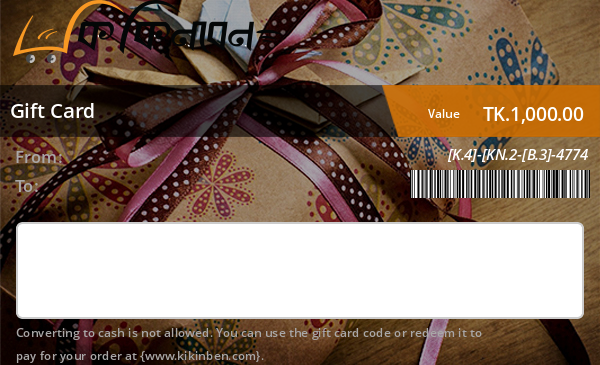 কিকিনবেন
Gift Card
Value TK.1,000.00
From:
[K.4]-[KN.2-[B.3]-4774
To:
Converting to cash is not allowed. You can use the gift card code or redeem it to
pay for your order at {www.kikinben.com}.